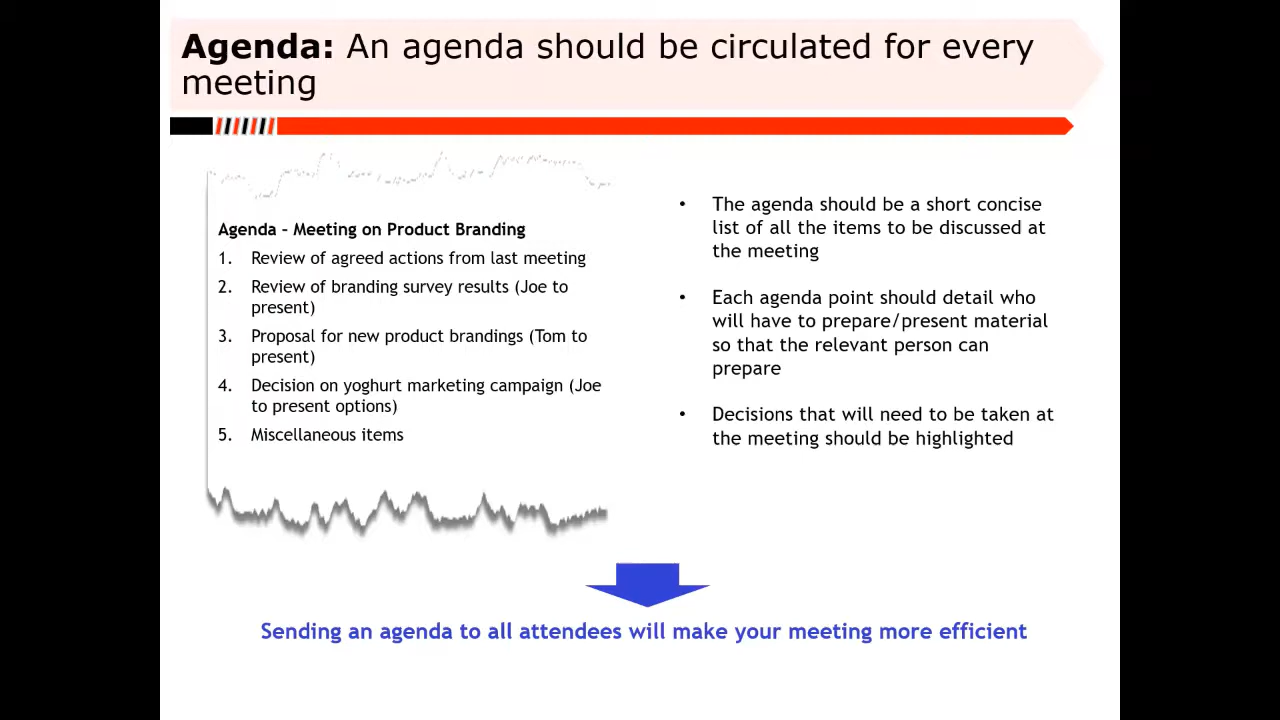 Agenda: An agenda should be circulated for every
meeting
Agenda – Meeting on Product Branding
1. Review of agreed actions from last meeting
2. Review of branding survey results (Joe to
present)
3. Proposal for new product brandings (Tom to
present)
4. Decision on yoghurt marketing campaign (Joe
to present options)
5. Miscellaneous items
• The agenda should be a short concise
list of all the items to be discussed at
the meeting
• Each agenda point should detail who
will have to prepare/present material
so that the relevant person can
prepare
• Decisions that will need to be taken at
the meeting should be highlighted
Sending an agenda to all attendees will make your meeting more efficient